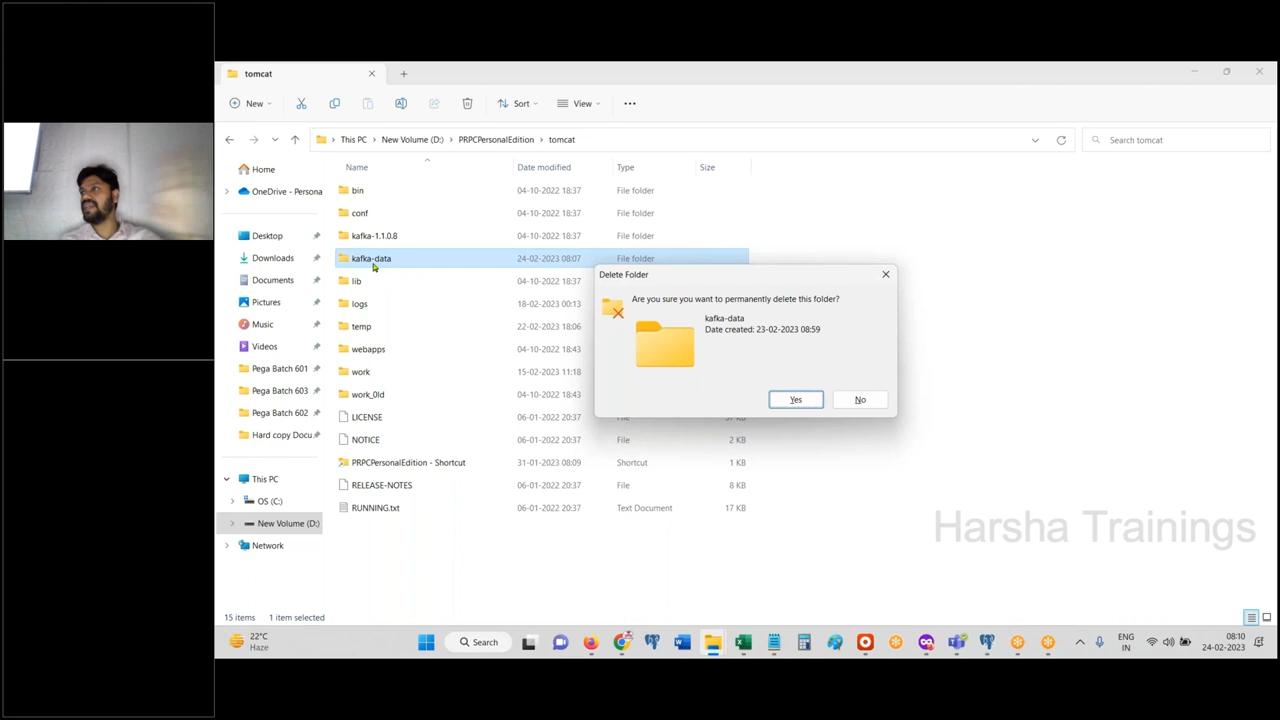 tomcat
New
Sort
View
This PC
New Volume (D:)
PRPCPersonalEdition
tomcat
Search tomcat
Home
OneDrive - Persona
Desktop
Downloads
Documents
Pictures
Music
Videos
Pega Batch 601
Pega Batch 603
Pega Batch 602
Hard copy Docu
This PC
OS (C:)
New Volume (D:)
Network
Name Date modified Type Size
bin 04-10-2022 18:37 File folder
conf 04-10-2022 18:37 File folder
kafka-1.1.0.8 04-10-2022 18:37 File folder
kafka-data 24-02-2023 08:07 File folder
lib 04-10-2022 18:37
logs 18-02-2023 00:13
temp 22-02-2023 18:06
webapps 04-10-2022 18:43
work 15-02-2023 11:18
work_0ld 04-10-2022 18:43
LICENSE 06-01-2022 20:37 File 57 KB
NOTICE 06-01-2022 20:37 File 2 KB
PRPCPersonalEdition - Shortcut 31-01-2023 08:09 Shortcut 1 KB
RELEASE-NOTES 06-01-2022 20:37 File 8 KB
RUNNING.txt 06-01-2022 20:37 Text Document 17 KB
Delete Folder
Are you sure you want to permanently delete this folder?
kafka-data
Date created: 23-02-2023 08:59
Yes
No
Harsha Trainings
15 items
1 item selected
22°C
Haze
Search
ENG
IN
08:10
24-02-2023